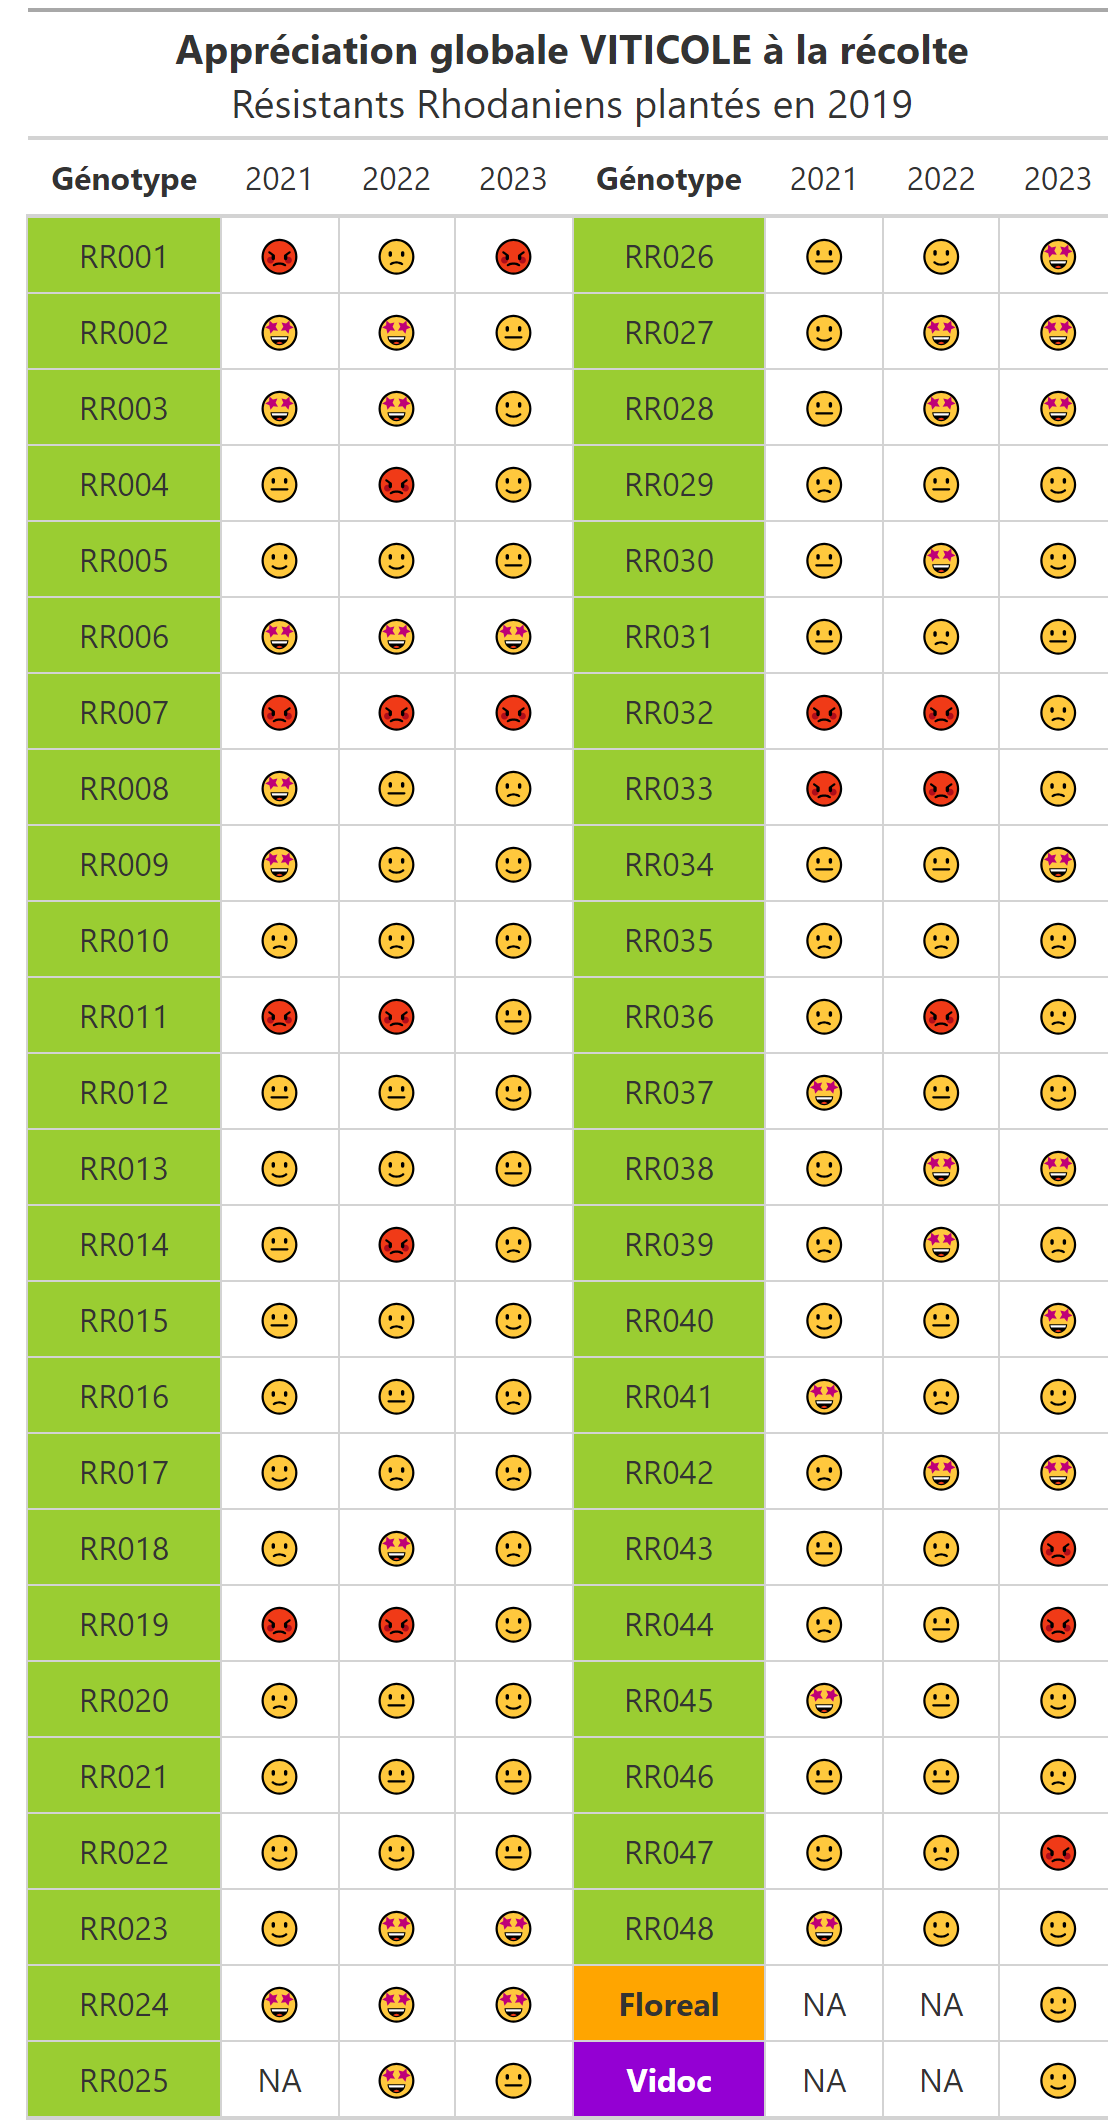 Appréciation globale VITICOLE à la récolte
Résistants Rhodaniens plantés en 2019
Génotype 2021 2022 2023 Génotype 2021 2022 2023
RR001 RR026
RR002 RR027
RR003 RR028
RR004 RR029
RR005 RR030
RR006 RR031
RR007 RR032
RR008 RR033
RR009 RR034
RR010 RR035
RR011 RR036
RR012 RR037
RR013 RR038
RR014 RR039
RR015 RR040
RR016 RR041
RR017 RR042
RR018 RR043
RR019 RR044
RR020 RR045
RR021 RR046
RR022 RR047
RR023 RR048
RR024 Floreal NA NA
RR025 NA Vidoc NA NA